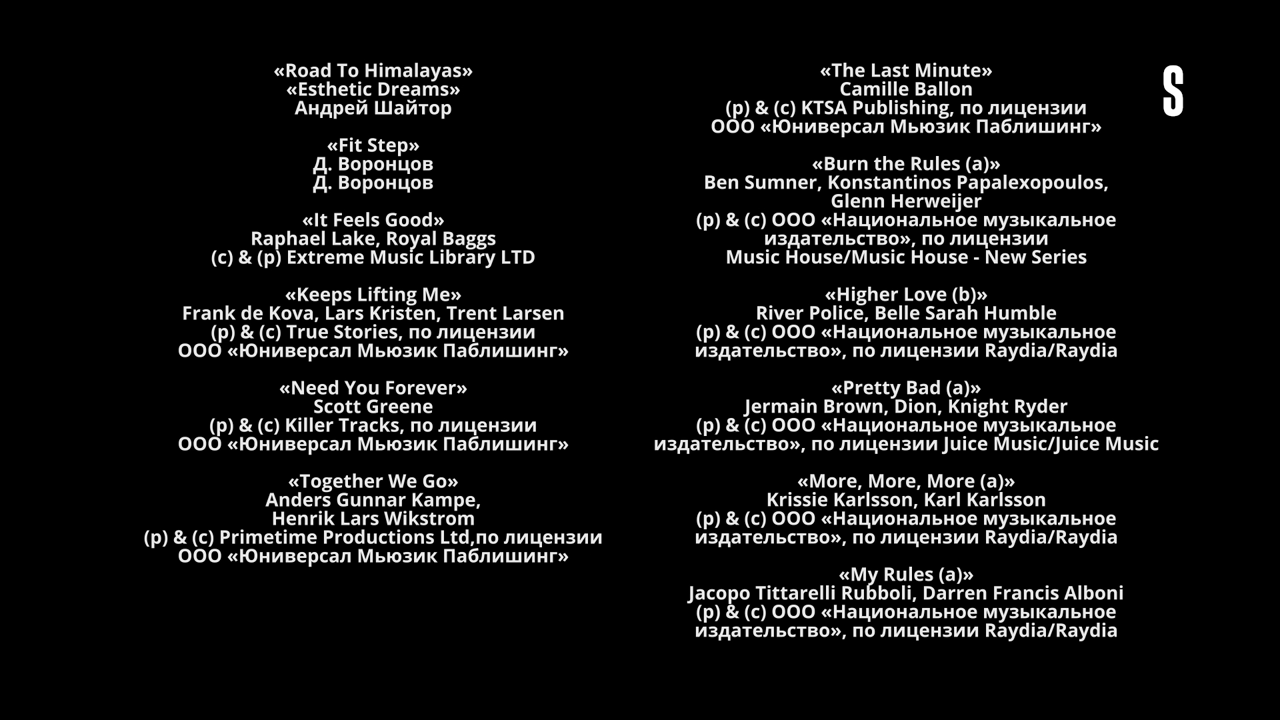 «Road To Himalayas»
«Esthetic Dreams»
Андрей Шайтор
«Fit Step»
Д. Воронцов
Д. Воронцов
«It Feels Good»
Raphael Lake, Royal Baggs
(c) & (p) Extreme Music Library LTD
«Keeps Lifting Me»
Frank de Kova, Lars Kristen, Trent Larsen
(p) & (c) True Stories, по лицензии
ООО «Юниверсал Мьюзик Паблишинг»
«Need You Forever»
Scott Greene
(p) & (c) Killer Tracks, по лицензии
ООО «Юниверсал Мьюзик Паблишинг»
«Together We Go»
Anders Gunnar Kampe,
Henrik Lars Wikstrom
(p) & (c) Primetime Productions Ltd,по лицензии
ООО «Юниверсал Мьюзик Паблишинг»
«The Last Minute»
Camille Ballon
(p) & (c) KTSA Publishing, по лицензии
ООО «Юниверсал Мьюзик Паблишинг»
«Burn the Rules (a)»
Ben Sumner, Konstantinos Papalexopoulos,
Glenn Herweijer
(p) & (c) ООО «Национальное музыкальное
издательство», по лицензии
Music House/Music House - New Series
«Higher Love (b)»
River Police, Belle Sarah Humble
(p) & (c) ООО «Национальное музыкальное
издательство», по лицензии Raydia/Raydia
«Pretty Bad (a)»
Jermain Brown, Dion, Knight Ryder
(p) & (c) ООО «Национальное музыкальное
издательство», по лицензии Juice Music/Juice Music
«More, More, More (a)»
Krissie Karlsson, Karl Karlsson
(p) & (c) ООО «Национальное музыкальное
издательство», по лицензии Raydia/Raydia
«My Rules (a)»
Jacopo Tittarelli Rubboli, Darren Francis Alboni
(p) & (c) ООО «Национальное музыкальное
издательство», по лицензии Raydia/Raydia
S